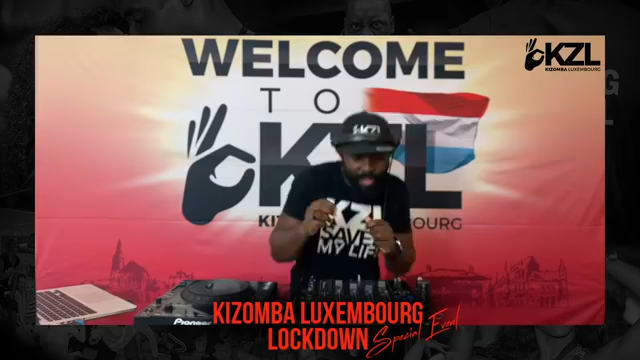 WELCOME
TO
KZL
KIZOMBA LUXEMBOURG
KZL
KZL
KZL
SAVED
MY LIFE
Pioneer
KIZOMBA LUXEMBOURG
LOCKDOWN Special Event